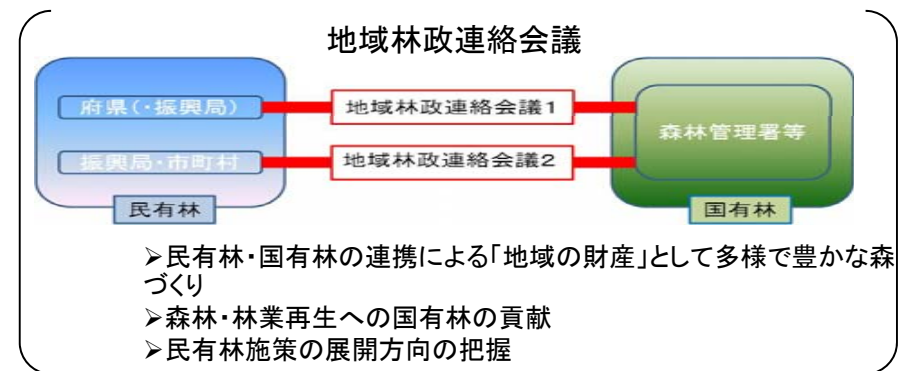 地域林政連絡会議
府県(・振興局)
地域林政連絡会議1
森林管理署等
振興局・市町村
地域林政連絡会議2
民有林
国有林
➢民有林・国有林の連携による「地域の財産」として多様で豊かな森
づくり
➢森林・林業再生への国有林の貢献
➢民有林施策の展開方向の把握